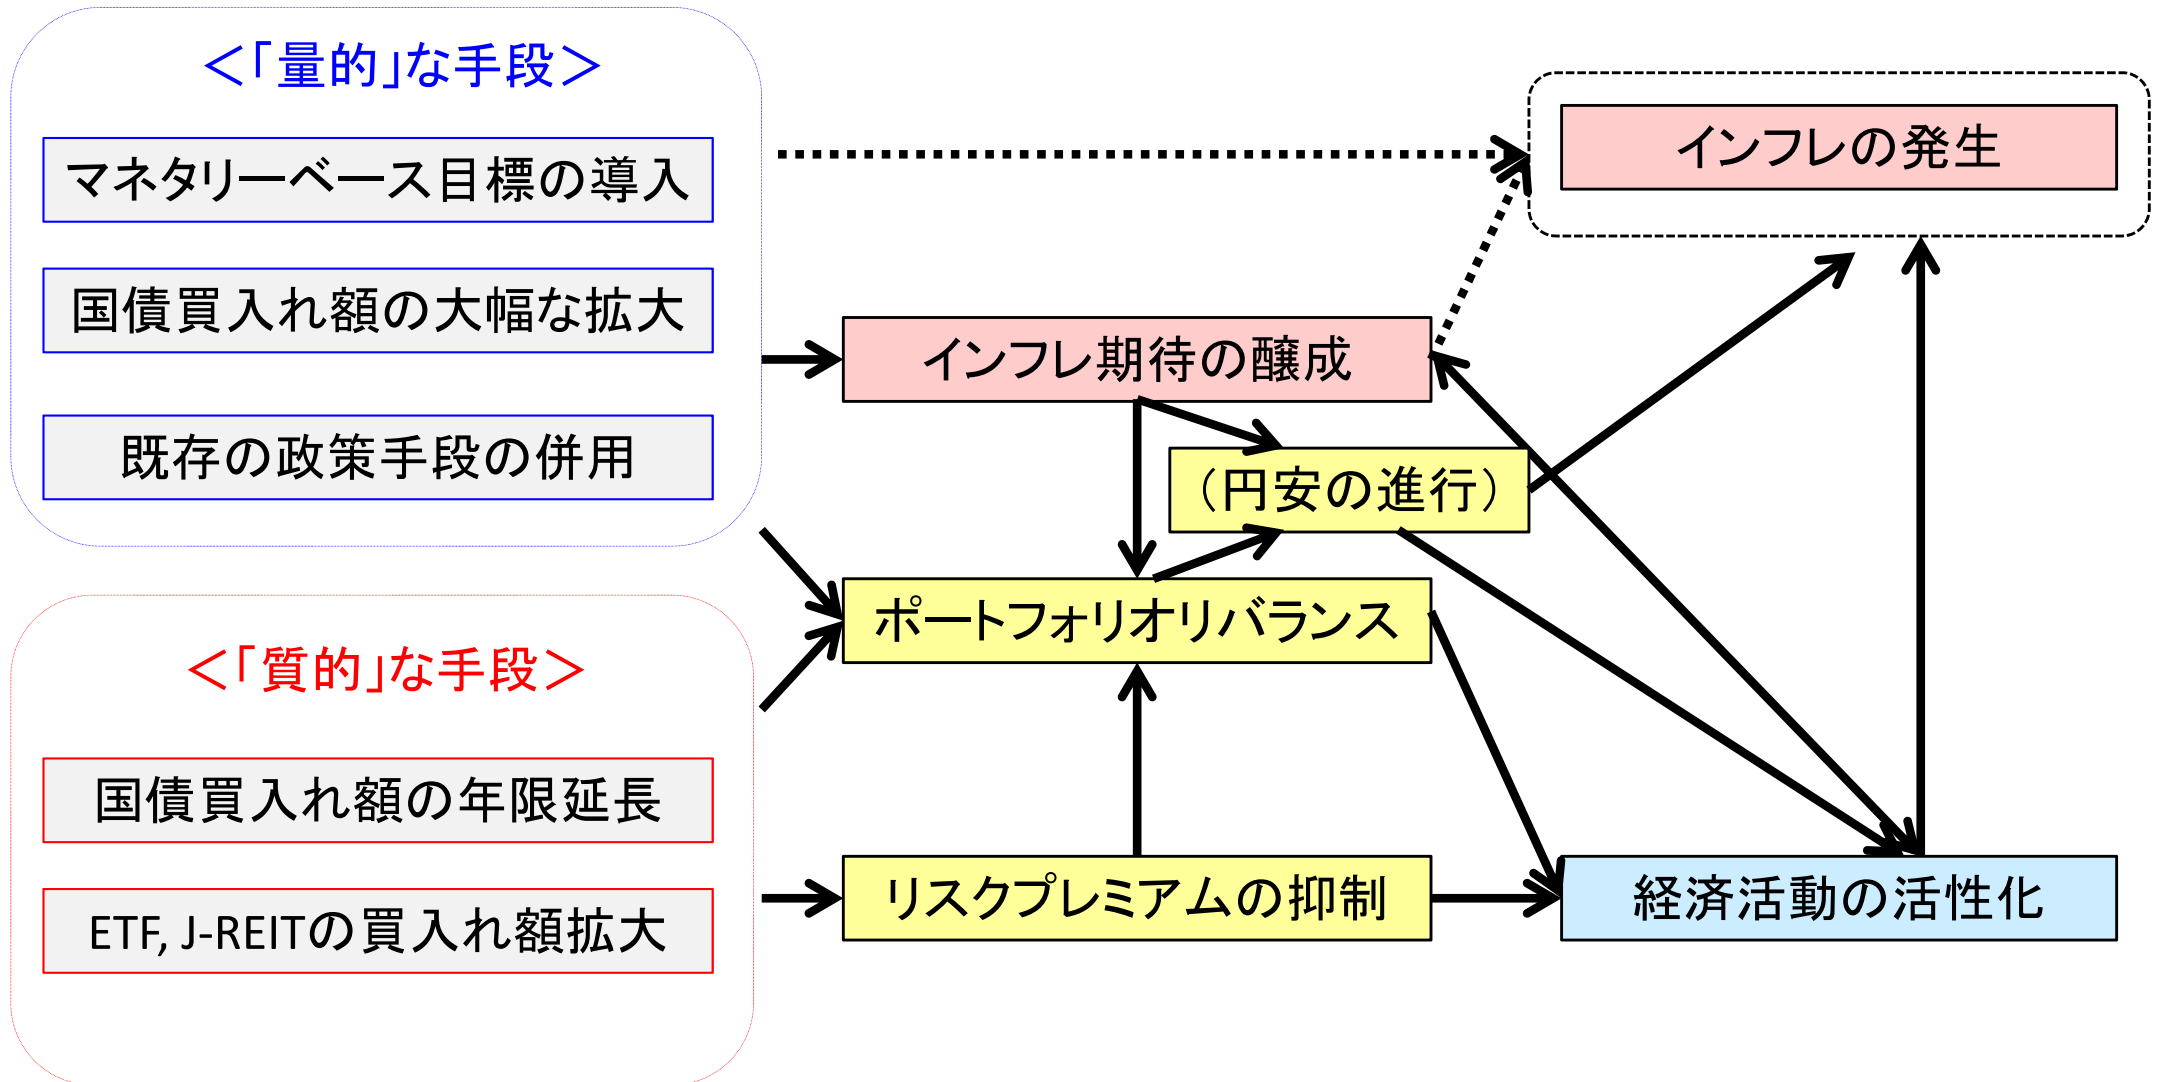 ＜「量的」な手段＞
マネタリーベース目標の導入
国債買入れ額の大幅な拡大
既存の政策手段の併用
＜「質的」な手段＞
国債買入れ額の年限延長
ETF, J-REITの買入れ額拡大
インフレ期待の醸成
（円安の進行）
ポートフォリオリバランス
リスクプレミアムの抑制
インフレの発生
経済活動の活性化